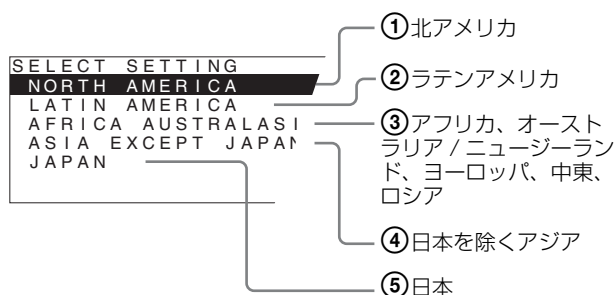 SELECT SETTING
NORTH AMERICA
LATIN AMERICA
AFRICA AUSTRALASI
ASIA EXCEPT JAPAN
JAPAN
①北アメリカ
②ラテンアメリカ
③アフリカ、オースト
ラリア / ニュージーラン
ド、ヨーロッパ、中東、
ロシア
④日本を除くアジア
⑤日本